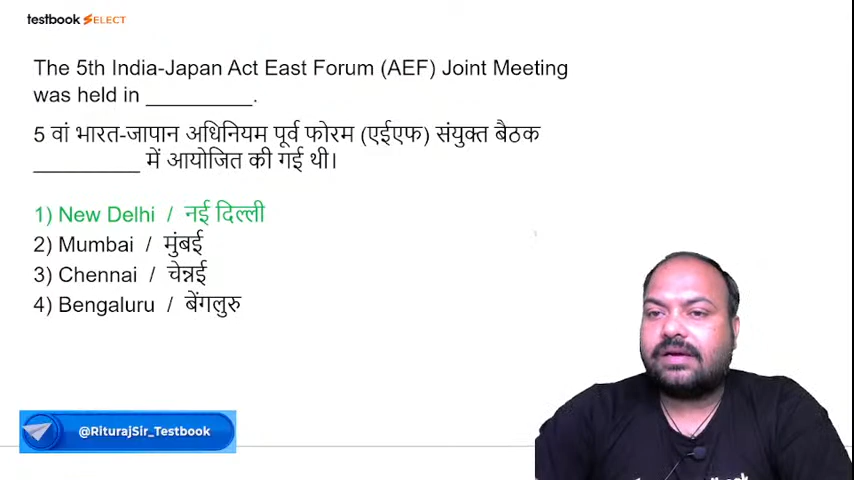 testbook SELECT
The 5th India-Japan Act East Forum (AEF) Joint Meeting
was held in _________.
5 वां भारत-जापान अधिनियम पूर्व फोरम (एईएफ) संयुक्त बैठक
_________ में आयोजित की गई थी।
1) New Delhi / नई दिल्ली
2) Mumbai / मुंबई
3) Chennai / चेन्नई
4) Bengaluru / बेंगलुरु
@RiturajSir_Testbook